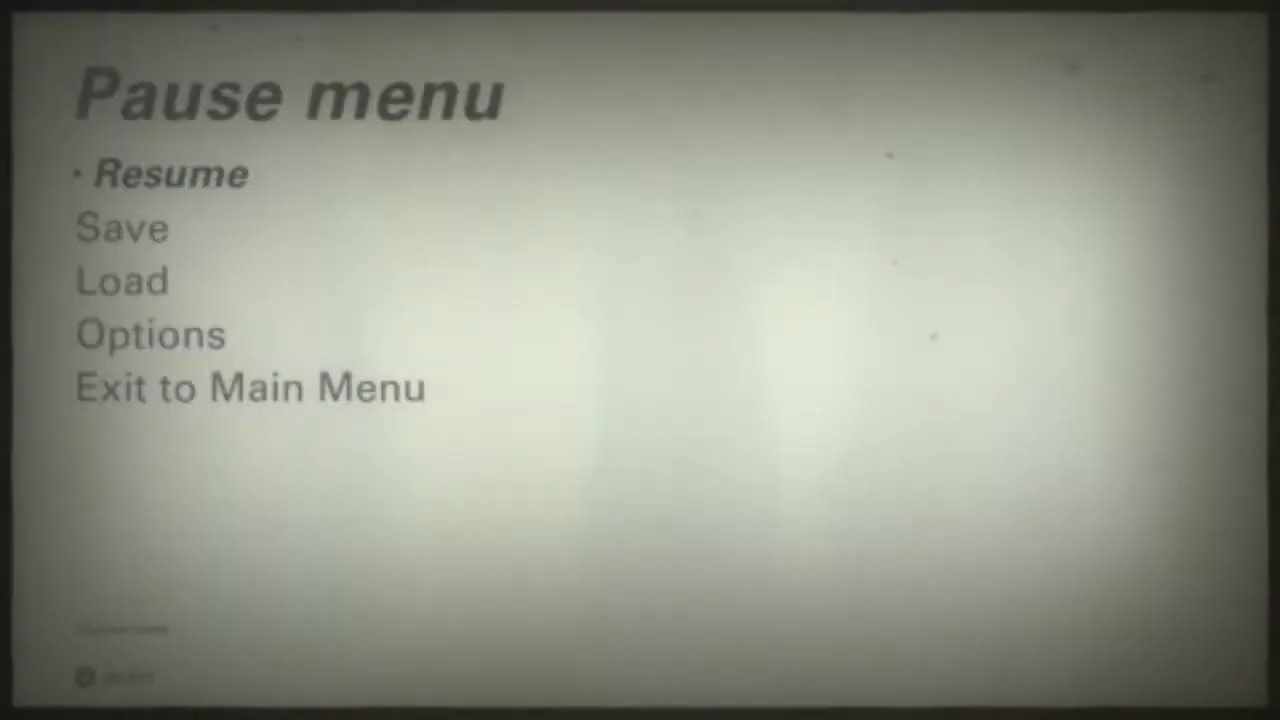 Pause menu
· Resume
Save
Load
Options
Exit to Main Menu